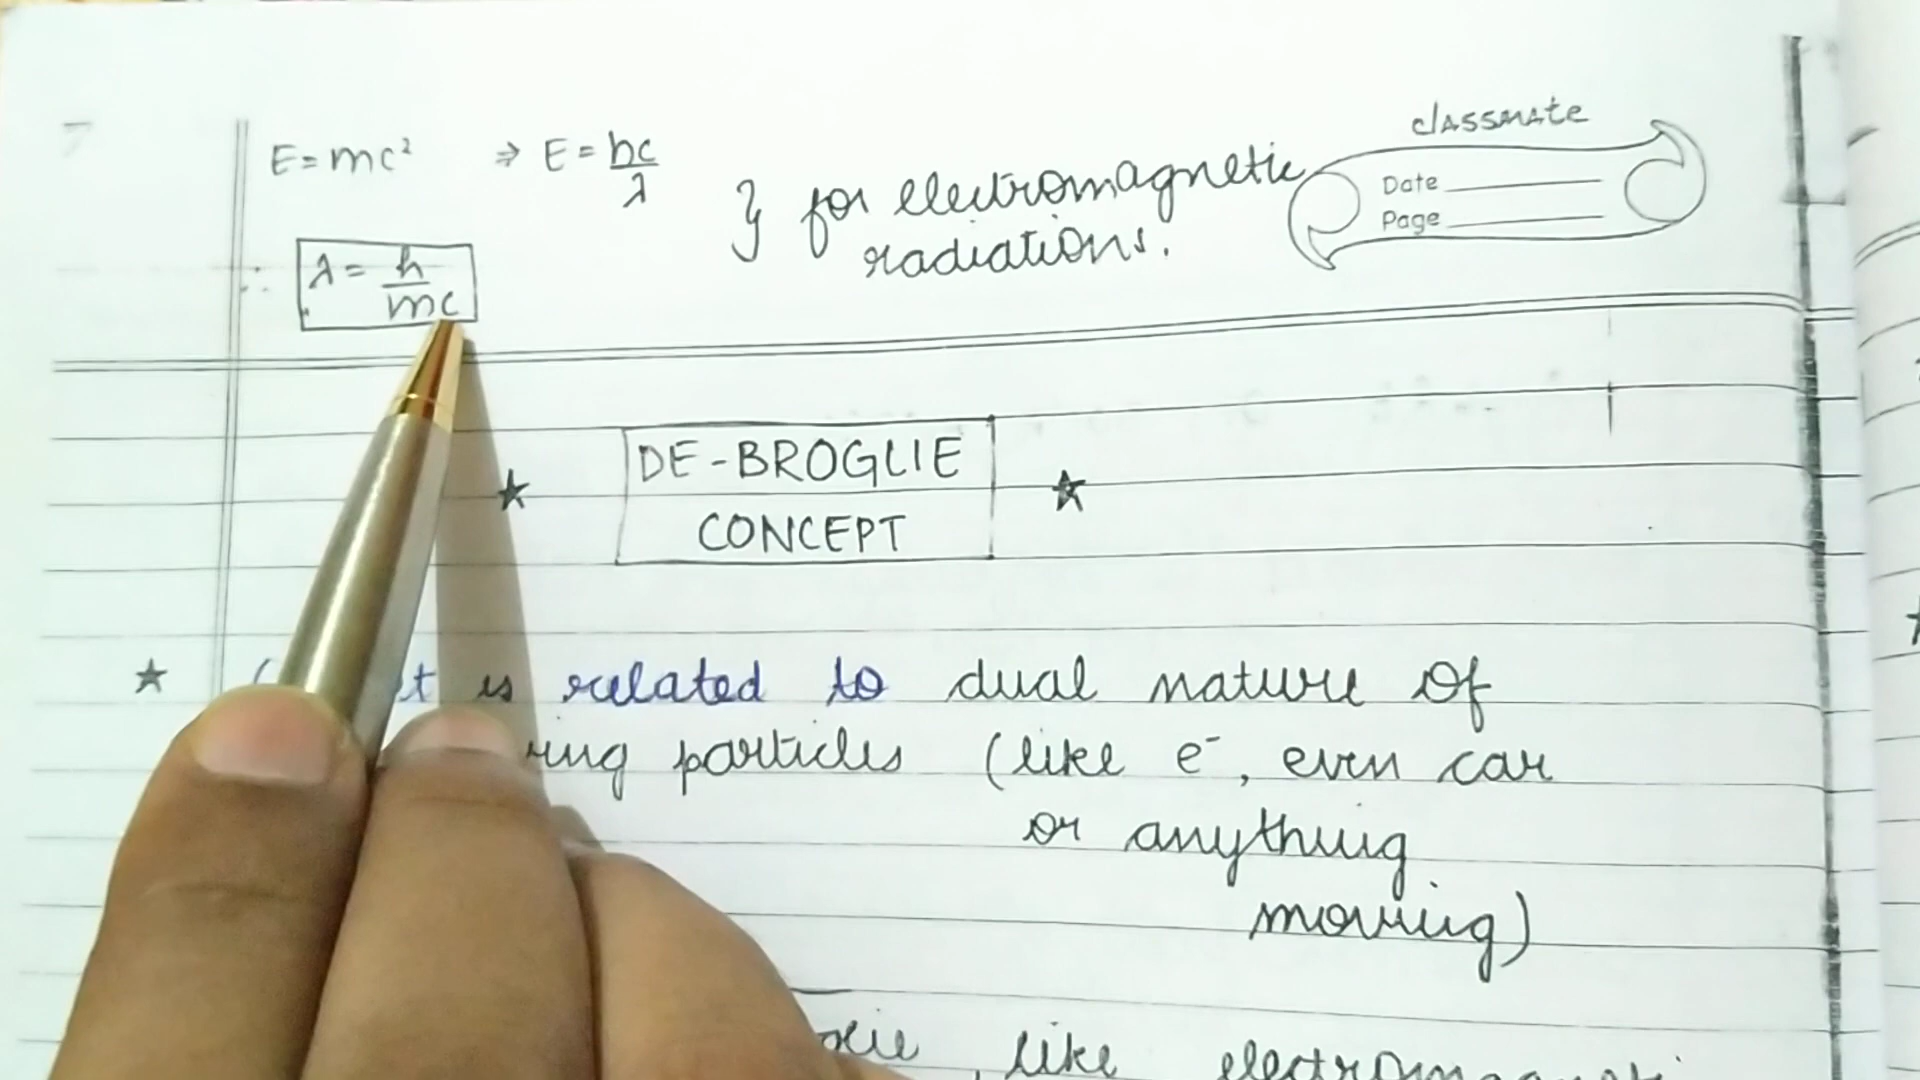 E = mc² ⇒ E = hc/λ
} for electromagnetic radiations.
classmate
Date
Page
∴ λ = h/mc
DE-BROGLIE
CONCEPT
★ is related to dual nature of
particles (like e⁻, even car
or anything
moving)
like